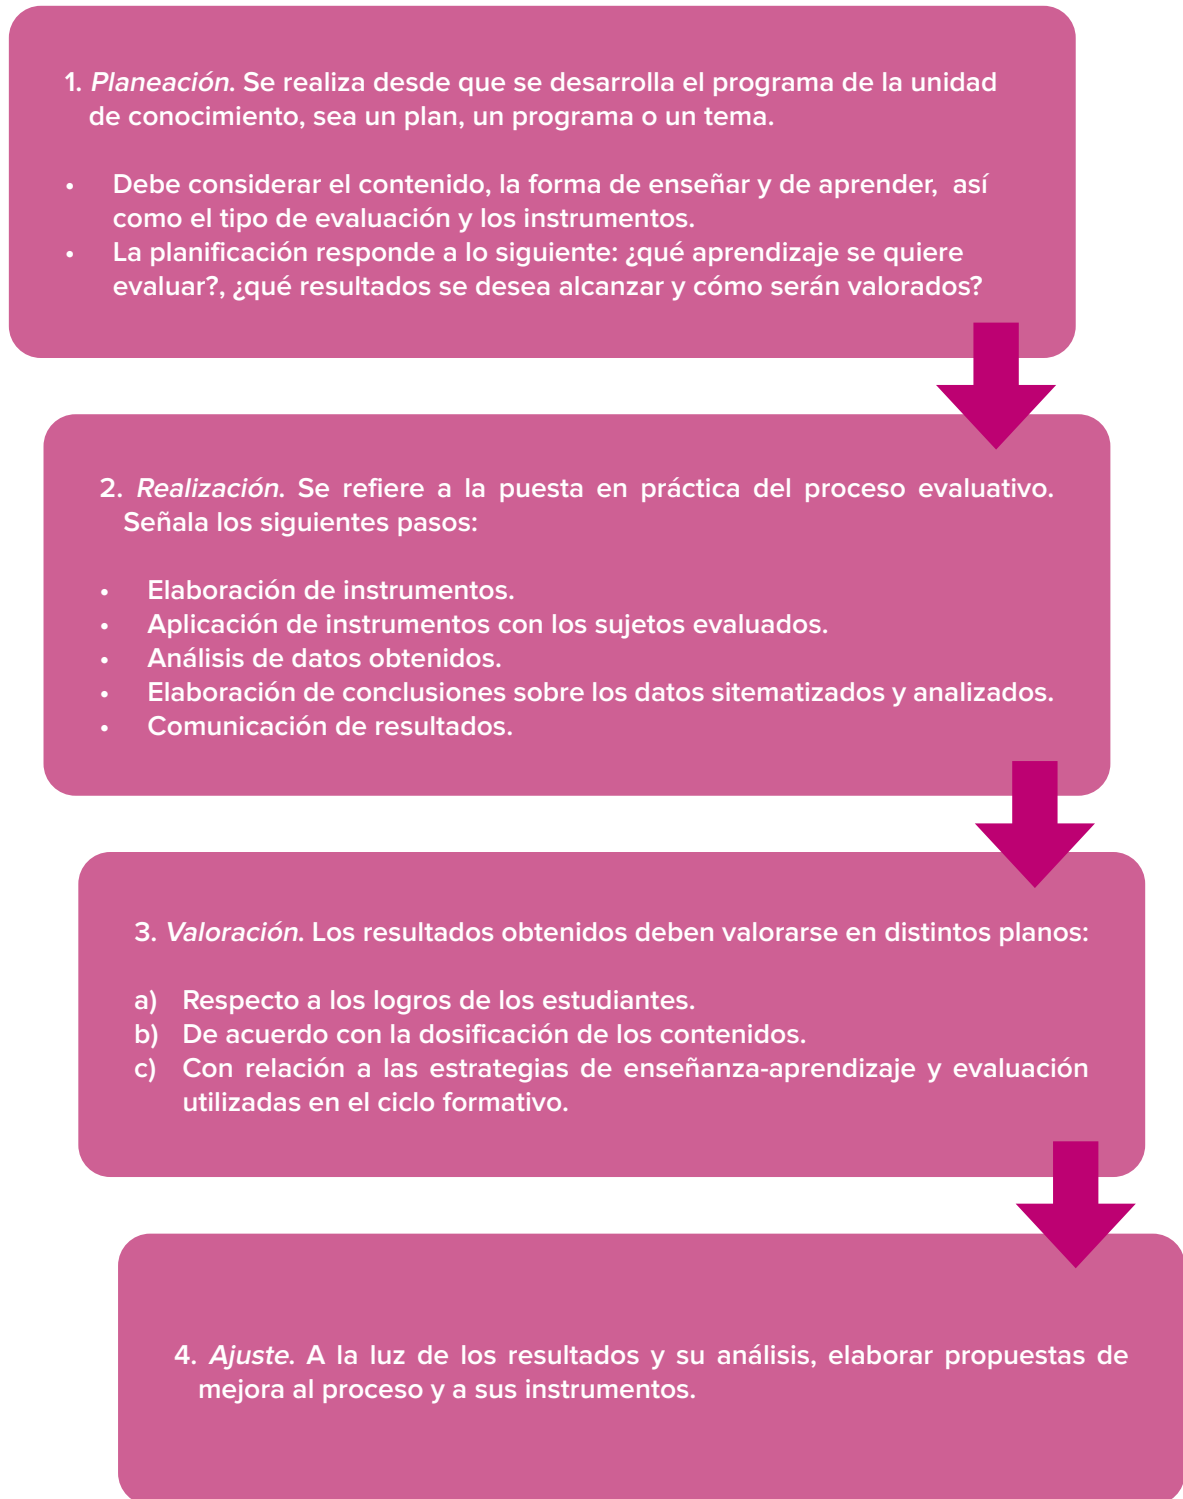 1. Planeación. Se realiza desde que se desarrolla el programa de la unidad
de conocimiento, sea un plan, un programa o un tema.
• Debe considerar el contenido, la forma de enseñar y de aprender, así
como el tipo de evaluación y los instrumentos.
• La planificación responde a lo siguiente: ¿qué aprendizaje se quiere
evaluar?, ¿qué resultados se desea alcanzar y cómo serán valorados?
2. Realización. Se refiere a la puesta en práctica del proceso evaluativo.
Señala los siguientes pasos:
• Elaboración de instrumentos.
• Aplicación de instrumentos con los sujetos evaluados.
• Análisis de datos obtenidos.
• Elaboración de conclusiones sobre los datos sitematizados y analizados.
• Comunicación de resultados.
3. Valoración. Los resultados obtenidos deben valorarse en distintos planos:
a) Respecto a los logros de los estudiantes.
b) De acuerdo con la dosificación de los contenidos.
c) Con relación a las estrategias de enseñanza-aprendizaje y evaluación
utilizadas en el ciclo formativo.
4. Ajuste. A la luz de los resultados y su análisis, elaborar propuestas de
mejora al proceso y a sus instrumentos.